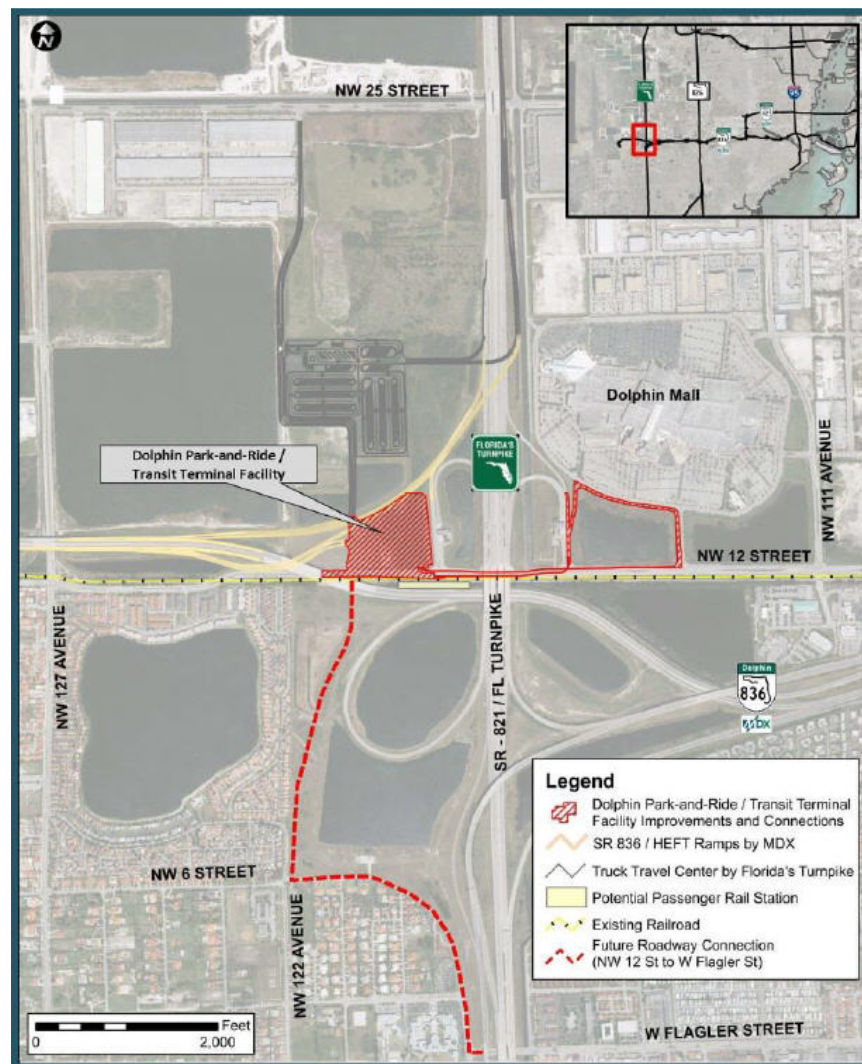 N
NW 25 STREET
826
95
836
Dolphin Mall
FLORIDA'S
TURNPIKE
Dolphin Park-and-Ride /
Transit Terminal Facility
NW 111 AVENUE
NW 12 STREET
NW 127 AVENUE
SR - 821 / FL TURNPIKE
Dolphin
836
MDX
NW 6 STREET
NW 122 AVENUE
Legend
Dolphin Park-and-Ride / Transit Terminal
Facility Improvements and Connections
SR 836 / HEFT Ramps by MDX
Truck Travel Center by Florida's Turnpike
Potential Passenger Rail Station
Existing Railroad
Future Roadway Connection
(NW 12 St to W Flagler St)
Feet
0 2,000
W FLAGLER STREET